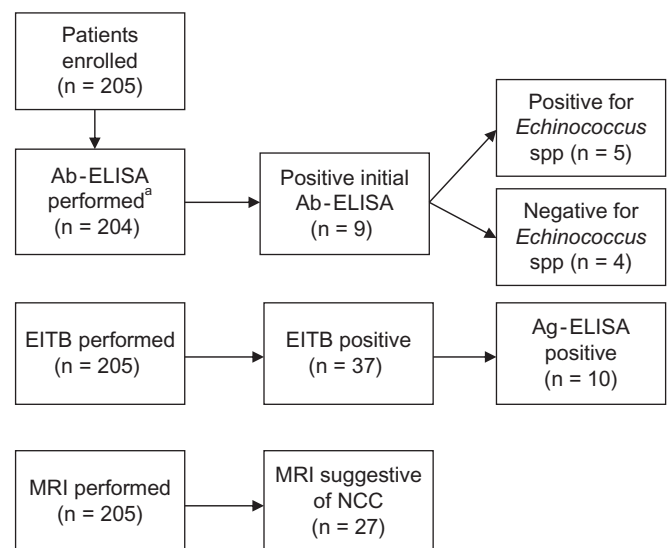 Patients
enrolled
(n = 205)
Ab-ELISA
performedᵃ
(n = 204)
Positive initial
Ab-ELISA
(n = 9)
Positive for
Echinococcus
spp (n = 5)
Negative for
Echinococcus
spp (n = 4)
EITB performed
(n = 205)
EITB positive
(n = 37)
Ag-ELISA
positive
(n = 10)
MRI performed
(n = 205)
MRI suggestive
of NCC
(n = 27)